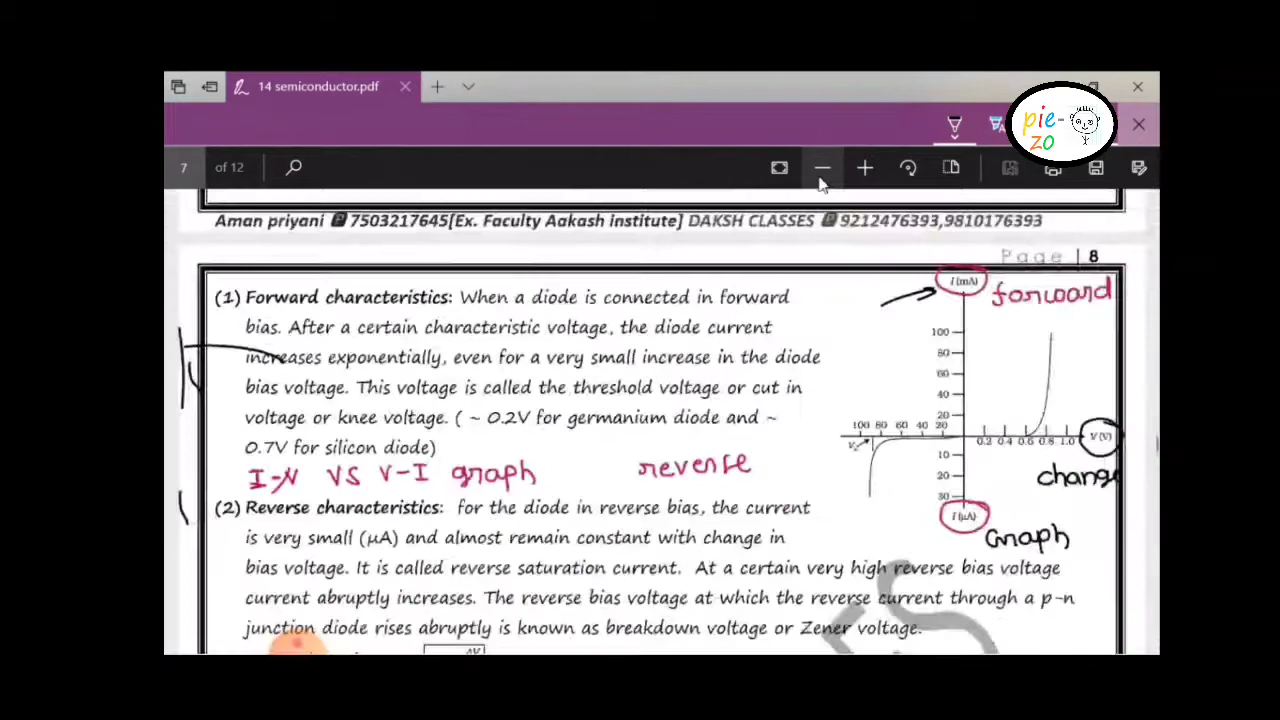 14 semiconductor.pdf
pie-
zo
7 of 12
Aman priyani 7503217645[Ex. Faculty Aakash institute] DAKSH CLASSES 9212476393,9810176393
Page | 8
(1) Forward characteristics: When a diode is connected in forward
bias. After a certain characteristic voltage, the diode current
increases exponentially, even for a very small increase in the diode
bias voltage. This voltage is called the threshold voltage or cut in
voltage or knee voltage. ( ~ 0.2V for germanium diode and ~
0.7V for silicon diode)
I-V VS V-I graph reverse
(2) Reverse characteristics: for the diode in reverse bias, the current
is very small (μA) and almost remain constant with change in
bias voltage. It is called reverse saturation current. At a certain very high reverse bias voltage
current abruptly increases. The reverse bias voltage at which the reverse current through a p-n
junction diode rises abruptly is known as breakdown voltage or Zener voltage.
ΔV
I (mA) forward
100
80
60
40
20
100 80 60 40 20
0.2 0.4 0.6 0.8 1.0 V (V)
10
20
30
change
I (μA)
Graph
ES